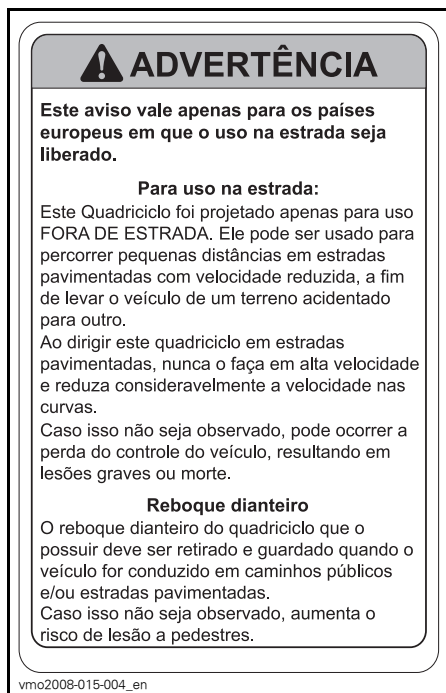 ADVERTÊNCIA
Este aviso vale apenas para os países
europeus em que o uso na estrada seja
liberado.
Para uso na estrada:
Este Quadriciclo foi projetado apenas para uso
FORA DE ESTRADA. Ele pode ser usado para
percorrer pequenas distâncias em estradas
pavimentadas com velocidade reduzida, a fim
de levar o veículo de um terreno acidentado
para outro.
Ao dirigir este quadriciclo em estradas
pavimentadas, nunca o faça em alta velocidade
e reduza consideravelmente a velocidade nas
curvas.
Caso isso não seja observado, pode ocorrer a
perda do controle do veículo, resultando em
lesões graves ou morte.
Reboque dianteiro
O reboque dianteiro do quadriciclo que o
possuir deve ser retirado e guardado quando o
veículo for conduzido em caminhos públicos
e/ou estradas pavimentadas.
Caso isso não seja observado, aumenta o
risco de lesão a pedestres.
vmo2008-015-004_en